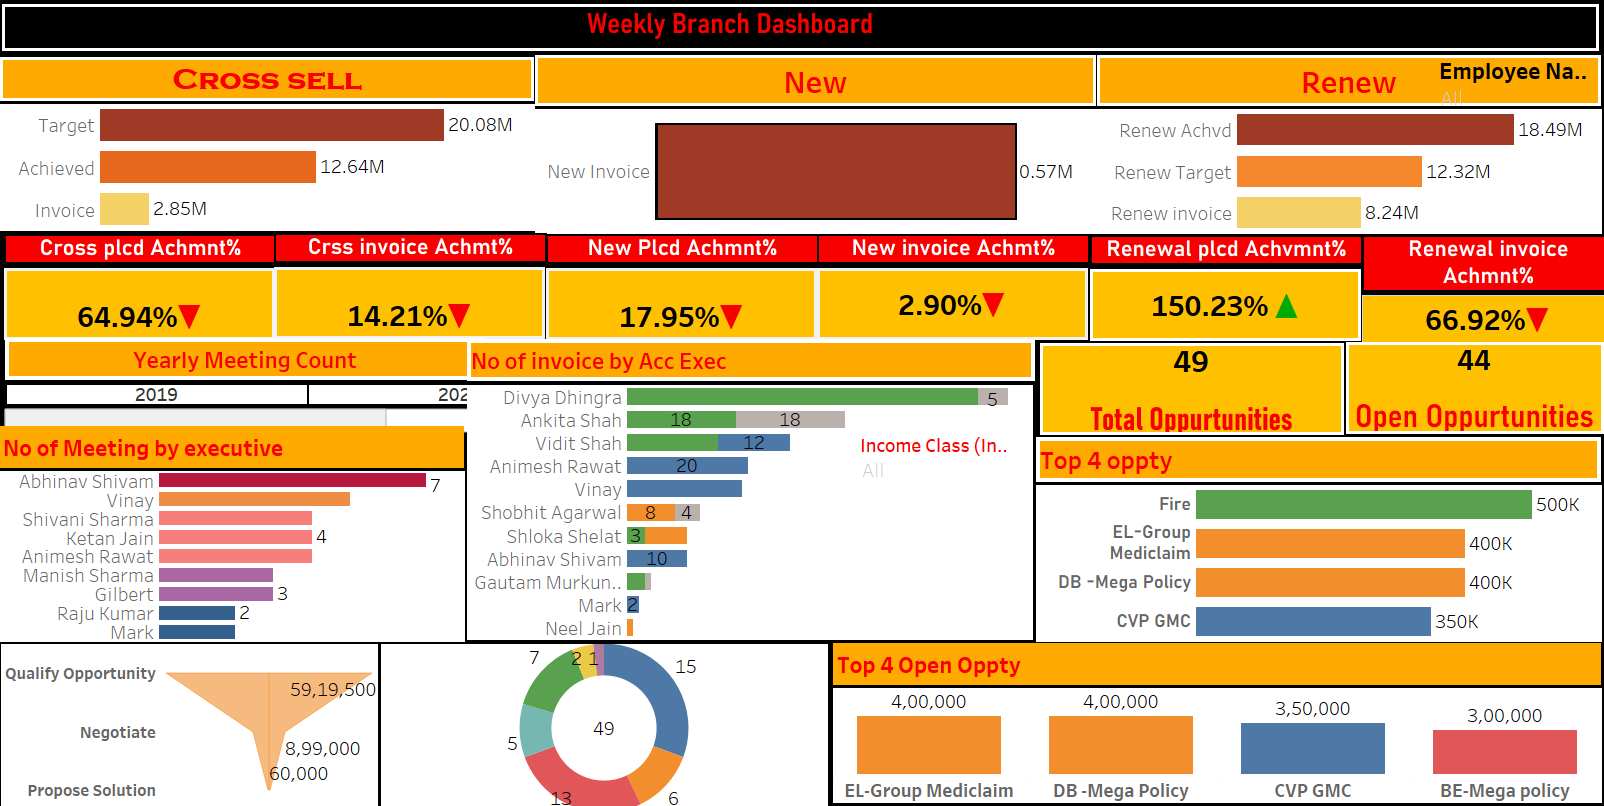 Weekly Branch Dashboard
Cross sell
New
Renew
Employee Na..
All
Target
20.08M
Achieved
12.64M
Invoice
2.85M
New Invoice
0.57M
Renew Achvd
18.49M
Renew Target
12.32M
Renew invoice
8.24M
Cross plcd Achmnt%
Crss invoice Achmt%
New Plcd Achmnt%
New invoice Achmt%
Renewal plcd Achvmnt%
Renewal invoice
Achmnt%
64.94%▼
14.21%▼
17.95%▼
2.90%▼
150.23% ▲
66.92%▼
Yearly Meeting Count
2019
202
No of Meeting by executive
Abhinav Shivam
7
Vinay
Shivani Sharma
Ketan Jain
4
Animesh Rawat
Manish Sharma
Gilbert
3
Raju Kumar
2
Mark
No of invoice by Acc Exec
Divya Dhingra
5
Ankita Shah
18
18
Vidit Shah
12
Animesh Rawat
20
Vinay
Shobhit Agarwal
8
4
Shloka Shelat
3
Abhinav Shivam
10
Gautam Murkun..
Mark
2
Neel Jain
Income Class (In..
All
49
Total Oppurtunities
44
Open Oppurtunities
Top 4 oppty
Fire
500K
EL-Group
Mediclaim
400K
DB -Mega Policy
400K
CVP GMC
350K
Qualify Opportunity
59,19,500
Negotiate
8,99,000
60,000
Propose Solution
7
2
1
15
49
5
13
6
Top 4 Open Oppty
4,00,000
4,00,000
3,50,000
3,00,000
EL-Group Mediclaim
DB -Mega Policy
CVP GMC
BE-Mega policy